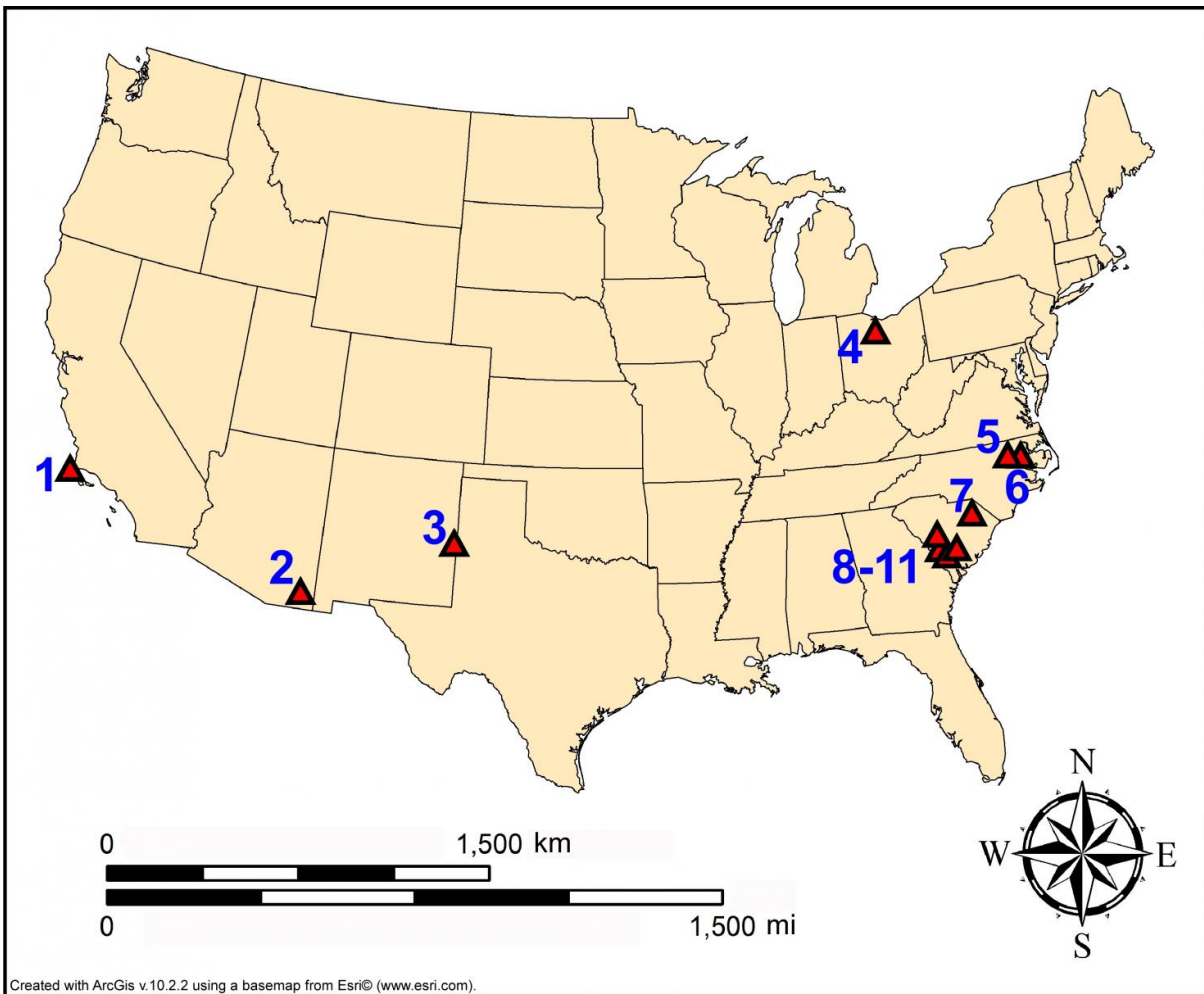 4
5
1
6
7
3
2
8-11
N
W
E
S
0
1,500 km
0
1,500 mi
Created with ArcGis v.10.2.2 using a basemap from Esri© (www.esri.com).